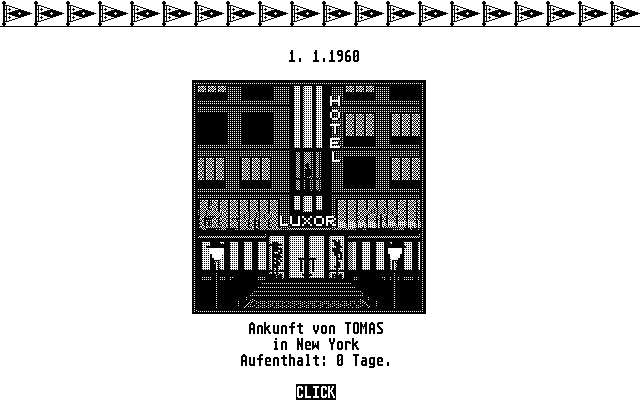 1. 1.1960
HOTEL
LUXOR
Ankunft von TOMAS
in New York
Aufenthalt: 0 Tage.
CLICK